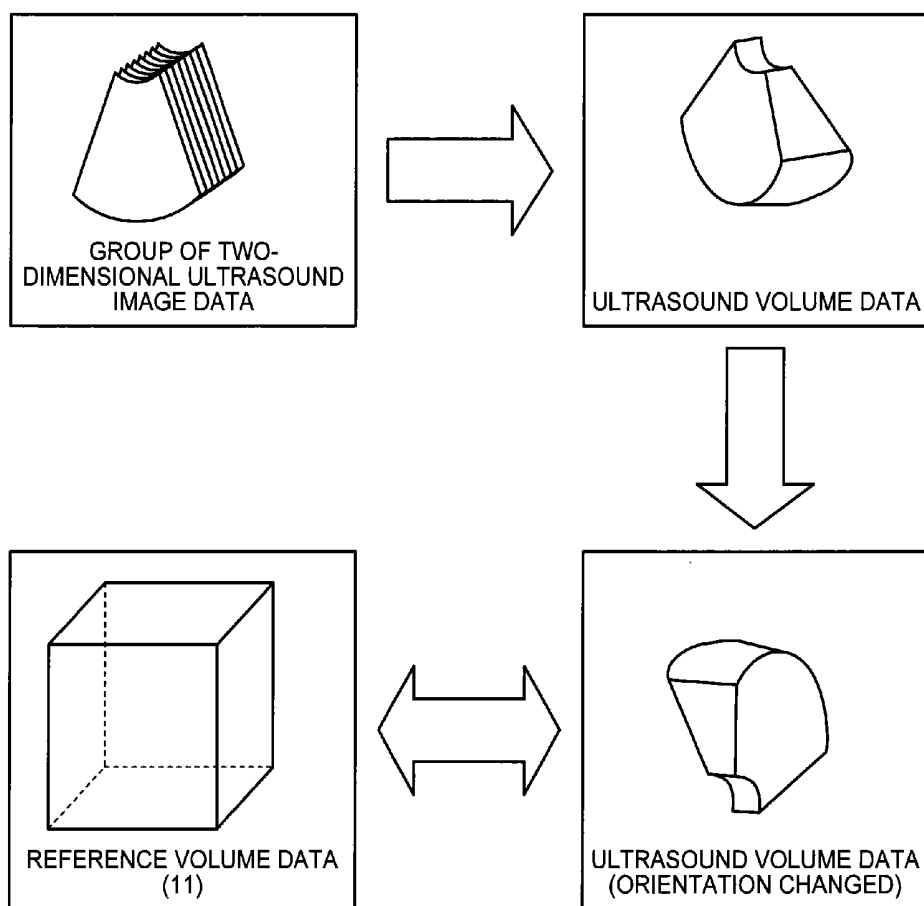 GROUP OF TWO-
DIMENSIONAL ULTRASOUND
IMAGE DATA
ULTRASOUND VOLUME DATA
REFERENCE VOLUME DATA
(11)
ULTRASOUND VOLUME DATA
(ORIENTATION CHANGED)